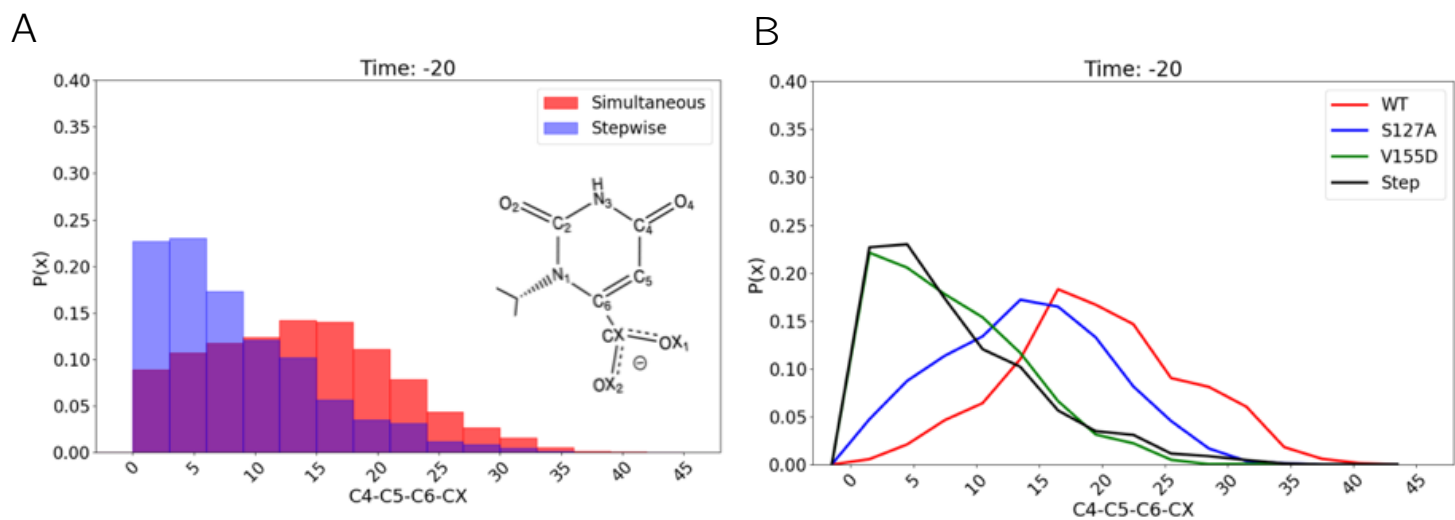 A
Time: -20
P(x)
0.40
0.35
0.30
0.25
0.20
0.15
0.10
0.05
0.00
Simultaneous
Stepwise
H
N3
O2
O4
C2
C4
N1
C5
C6
CX
OX1
⊖
OX2
0 5 10 15 20 25 30 35 40 45
C4-C5-C6-CX
B
Time: -20
P(x)
0.40
0.35
0.30
0.25
0.20
0.15
0.10
0.05
0.00
WT
S127A
V155D
Step
0 5 10 15 20 25 30 35 40 45
C4-C5-C6-CX